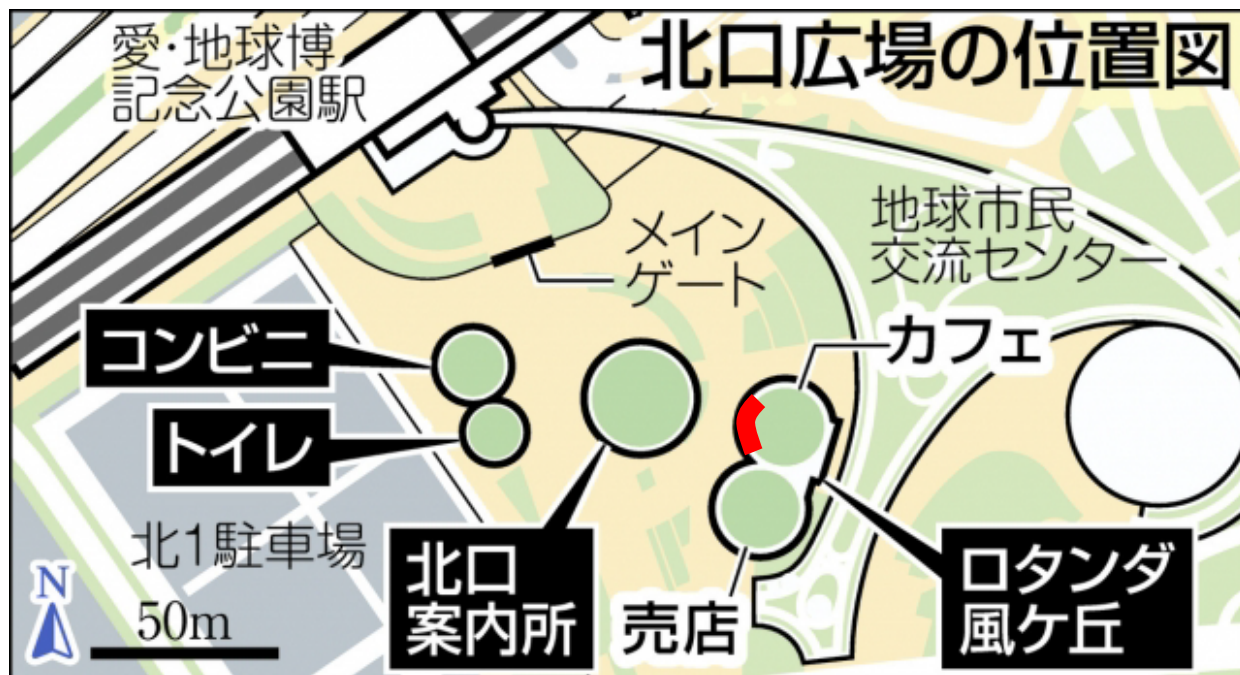 北口広場の位置図
愛・地球博
記念公園駅
地球市民
交流センター
メイン
ゲート
カフェ
コンビニ
トイレ
北1駐車場
北口
案内所
売店
ロタンダ
風ケ丘
N
50m